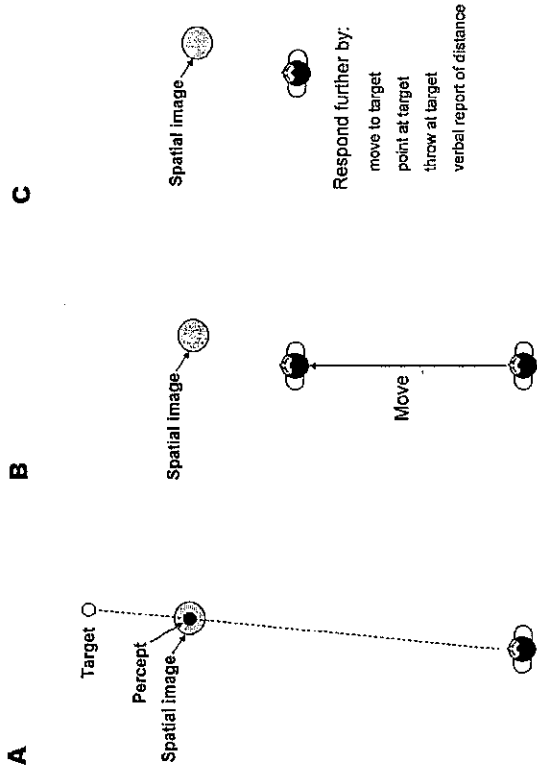 A
Target
Percept
Spatial image
B
Spatial image
Move
C
Spatial image
Respond further by:
move to target
point at target
throw at target
verbal report of distance